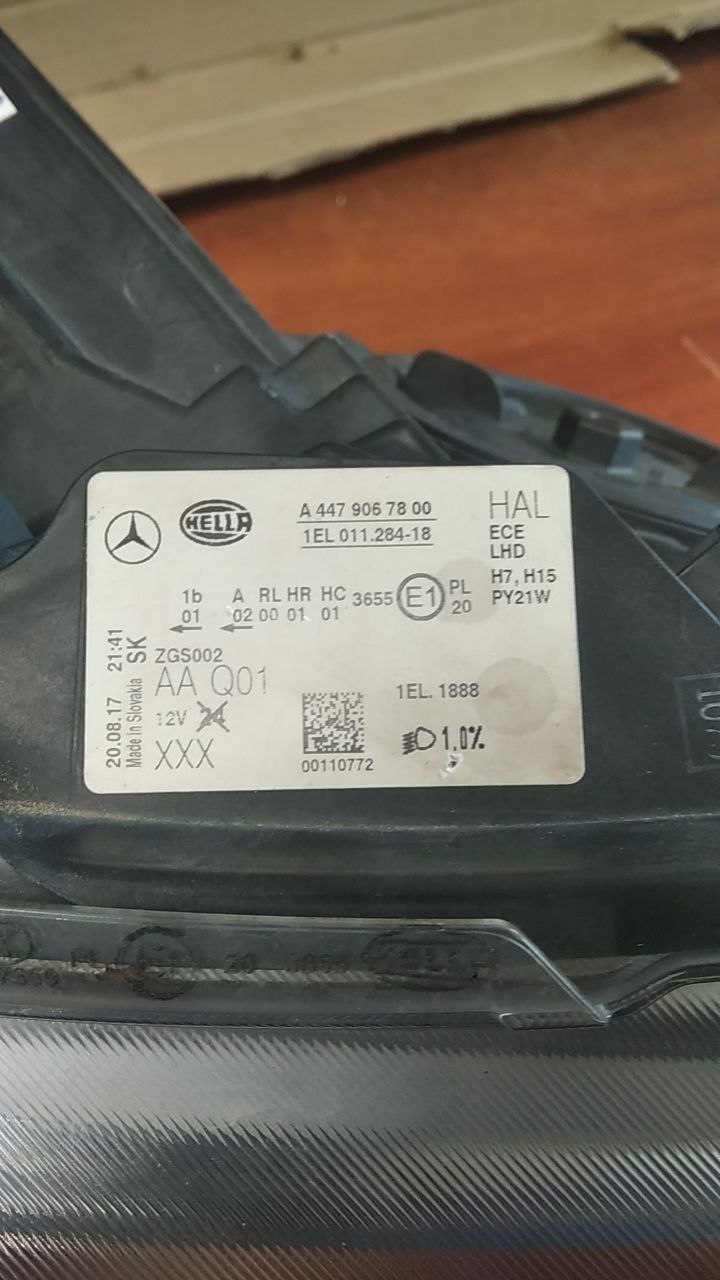 HELLA
A 447 906 78 00
1EL 011.284-18
HAL
ECE
LHD
H7, H15
PY21W
1b A RL HR HC 3655 E1 PL
01 02 00 01 01 20
ZGS002
AA Q01
12V 24
XXX
20.08.17 21:41
Made in Slovakia SK
00110772
1EL. 1888
1,0%
HELLA